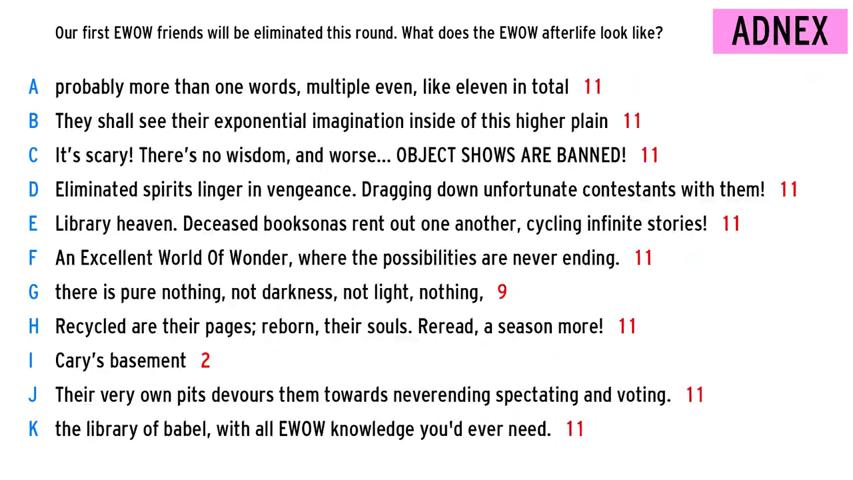 Our first EWOW friends will be eliminated this round. What does the EWOW afterlife look like?
ADNEX
A probably more than one words, multiple even, like eleven in total 11
B They shall see their exponential imagination inside of this higher plain 11
C It's scary! There's no wisdom, and worse... OBJECT SHOWS ARE BANNED! 11
D Eliminated spirits linger in vengeance. Dragging down unfortunate contestants with them! 11
E Library heaven. Deceased booksonas rent out one another, cycling infinite stories! 11
F An Excellent World Of Wonder, where the possibilities are never ending. 11
G there is pure nothing, not darkness, not light, nothing, 9
H Recycled are their pages; reborn, their souls. Reread, a season more! 11
I Cary's basement 2
J Their very own pits devours them towards neverending spectating and voting. 11
K the library of babel, with all EWOW knowledge you'd ever need. 11